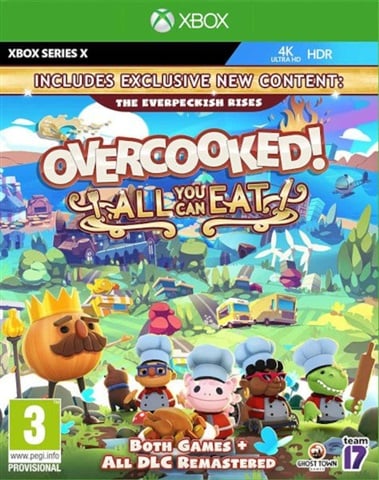 XBOX
XBOX SERIES X
4K
ULTRA HD
HDR
INCLUDES EXCLUSIVE NEW CONTENT:
THE EVERPECKISH RISES
OVERCOOKED!
ALL YOU CAN EAT!
3
www.pegi.info
PROVISIONAL
BOTH GAMES +
ALL DLC REMASTERED
GHOST TOWN
team
17